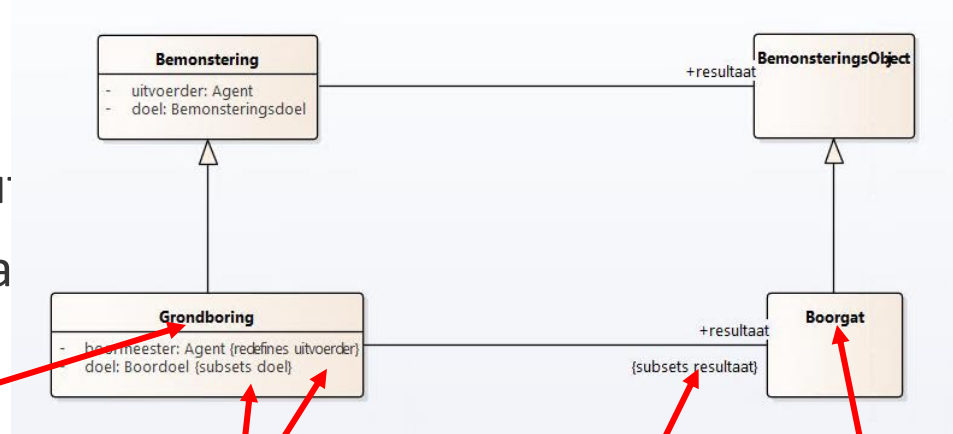 Bemonstering
- uitvoerder: Agent
- doel: Bemonsteringsdoel
+resultaat
BemonsteringsObject
Grondboring
- boormeester: Agent {redefines uitvoerder}
- doel: Boordoel {subsets doel}
+resultaat
{subsets resultaat}
Boorgat